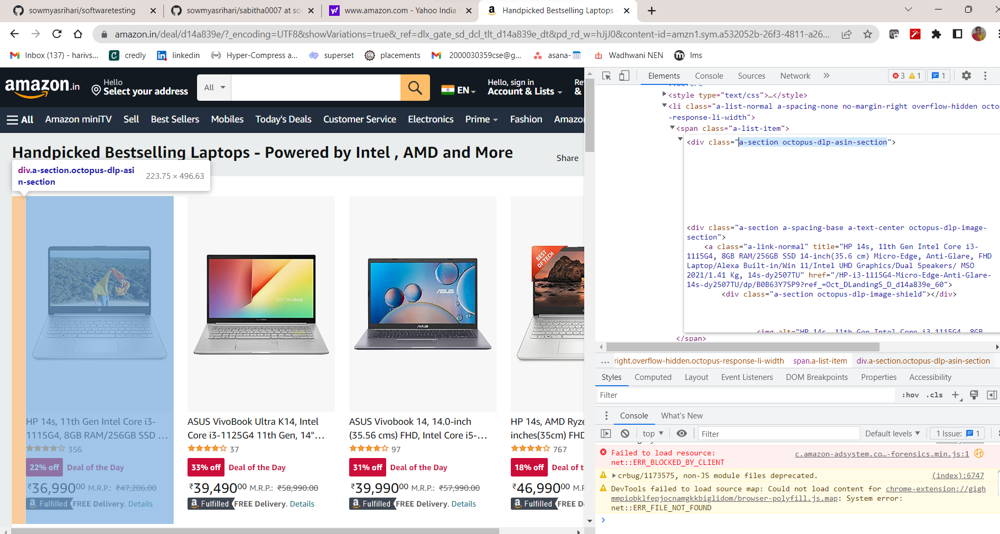 sowmyasrihari/softwaretesting
sowmyasrihari/sabitha0007 at sov
www.amazon.com - Yahoo India S
Handpicked Bestselling Laptops -
amazon.in/deal/d14a839e/?_encoding=UTF8&showVariations=true&_ref=dlx_gate_sd_dcl_tlt_d14a839e_dt&pd_rd_w=hJjJ0&content-id=amzn1.sym.a532052b-26f3-4811-a26...
Inbox (137) - harivs...
credly
linkedin
Hyper-Compress a...
superset
placements
2000030359cse@g...
asana-
Wadhwani NEN
lms
amazon.in
Hello
Select your address
All
EN
Hello, sign in
Account & Lists
Re
&
All
Amazon miniTV
Sell
Best Sellers
Mobiles
Today's Deals
Customer Service
Electronics
Prime
Fashion
Amazo
Handpicked Bestselling Laptops - Powered by Intel , AMD and More
Share
div.a-section.octopus-dlp-asi
n-section
223.75 × 496.63
ASUS VivoBook
ASUS
BEST
OF TECH
HP 14s, 11th Gen Intel Core i3-
1115G4, 8GB RAM/256GB SSD ...
356
22% off Deal of the Day
₹36,990⁰⁰ M.R.P.: ₹47,206.00
Fulfilled FREE Delivery. Details
ASUS VivoBook Ultra K14, Intel
Core i3-1125G4 11th Gen, 14"...
37
33% off Deal of the Day
₹39,490⁰⁰ M.R.P.: ₹58,990.00
Fulfilled FREE Delivery. Details
ASUS Vivobook 14, 14.0-inch
(35.56 cms) FHD, Intel Core i5-...
97
31% off Deal of the Day
₹39,990⁰⁰ M.R.P.: ₹57,990.00
Fulfilled FREE Delivery. Details
HP 14s, AMD Ryze
inches(35cm) FHD
767
18% off Deal of t
₹46,990⁰⁰ M.R
Fulfilled FREE D
Elements
Console
Sources
Network
3
1
1
<style type="text/css">…</style>
<li class="a-list-normal a-spacing-none no-margin-right overflow-hidden octo
-response-li-width">
<span class="a-list-item">
<div class="a-section octopus-dlp-asin-section">
<div class="a-section a-spacing-base a-text-center octopus-dlp-image-
section">
<a class="a-link-normal" title="HP 14s, 11th Gen Intel Core i3-
1115G4, 8GB RAM/256GB SSD 14-inch(35.6 cm) Micro-Edge, Anti-Glare, FHD
Laptop/Alexa Built-in/Win 11/Intel UHD Graphics/Dual Speakers/ MSO
2021/1.41 Kg, 14s-dy2507TU" href="/HP-i3-1115G4-Micro-Edge-Anti-Glare-
14s-dy2507TU/dp/B0B63Y75P9?ref_=Oct_DLandingS_D_d14a839e_60">
<div class="a-section octopus-dlp-image-shield"></div>
<img alt="HP 14s, 11th Gen Intel Core i3-1115G4, 8GB
</span>
...
right.overflow-hidden.octopus-response-li-width
span.a-list-item
div.a-section.octopus-dlp-asin-section
Styles
Computed
Layout
Event Listeners
DOM Breakpoints
Properties
Accessibility
Filter
:hov
.cls
Console
What's New
top
Filter
Default levels
1 Issue:
1
Failed to load resource: c.amazon-adsystem.co…-forensics.min.js:1
net::ERR_BLOCKED_BY_CLIENT
crbug/1173575, non-JS module files deprecated. (index):6747
DevTools failed to load source map: Could not load content for chrome-extension://gigh
mmpiobklfepjocnamgkkbiglidom/browser-polyfill.js.map: System error:
net::ERR_FILE_NOT_FOUND